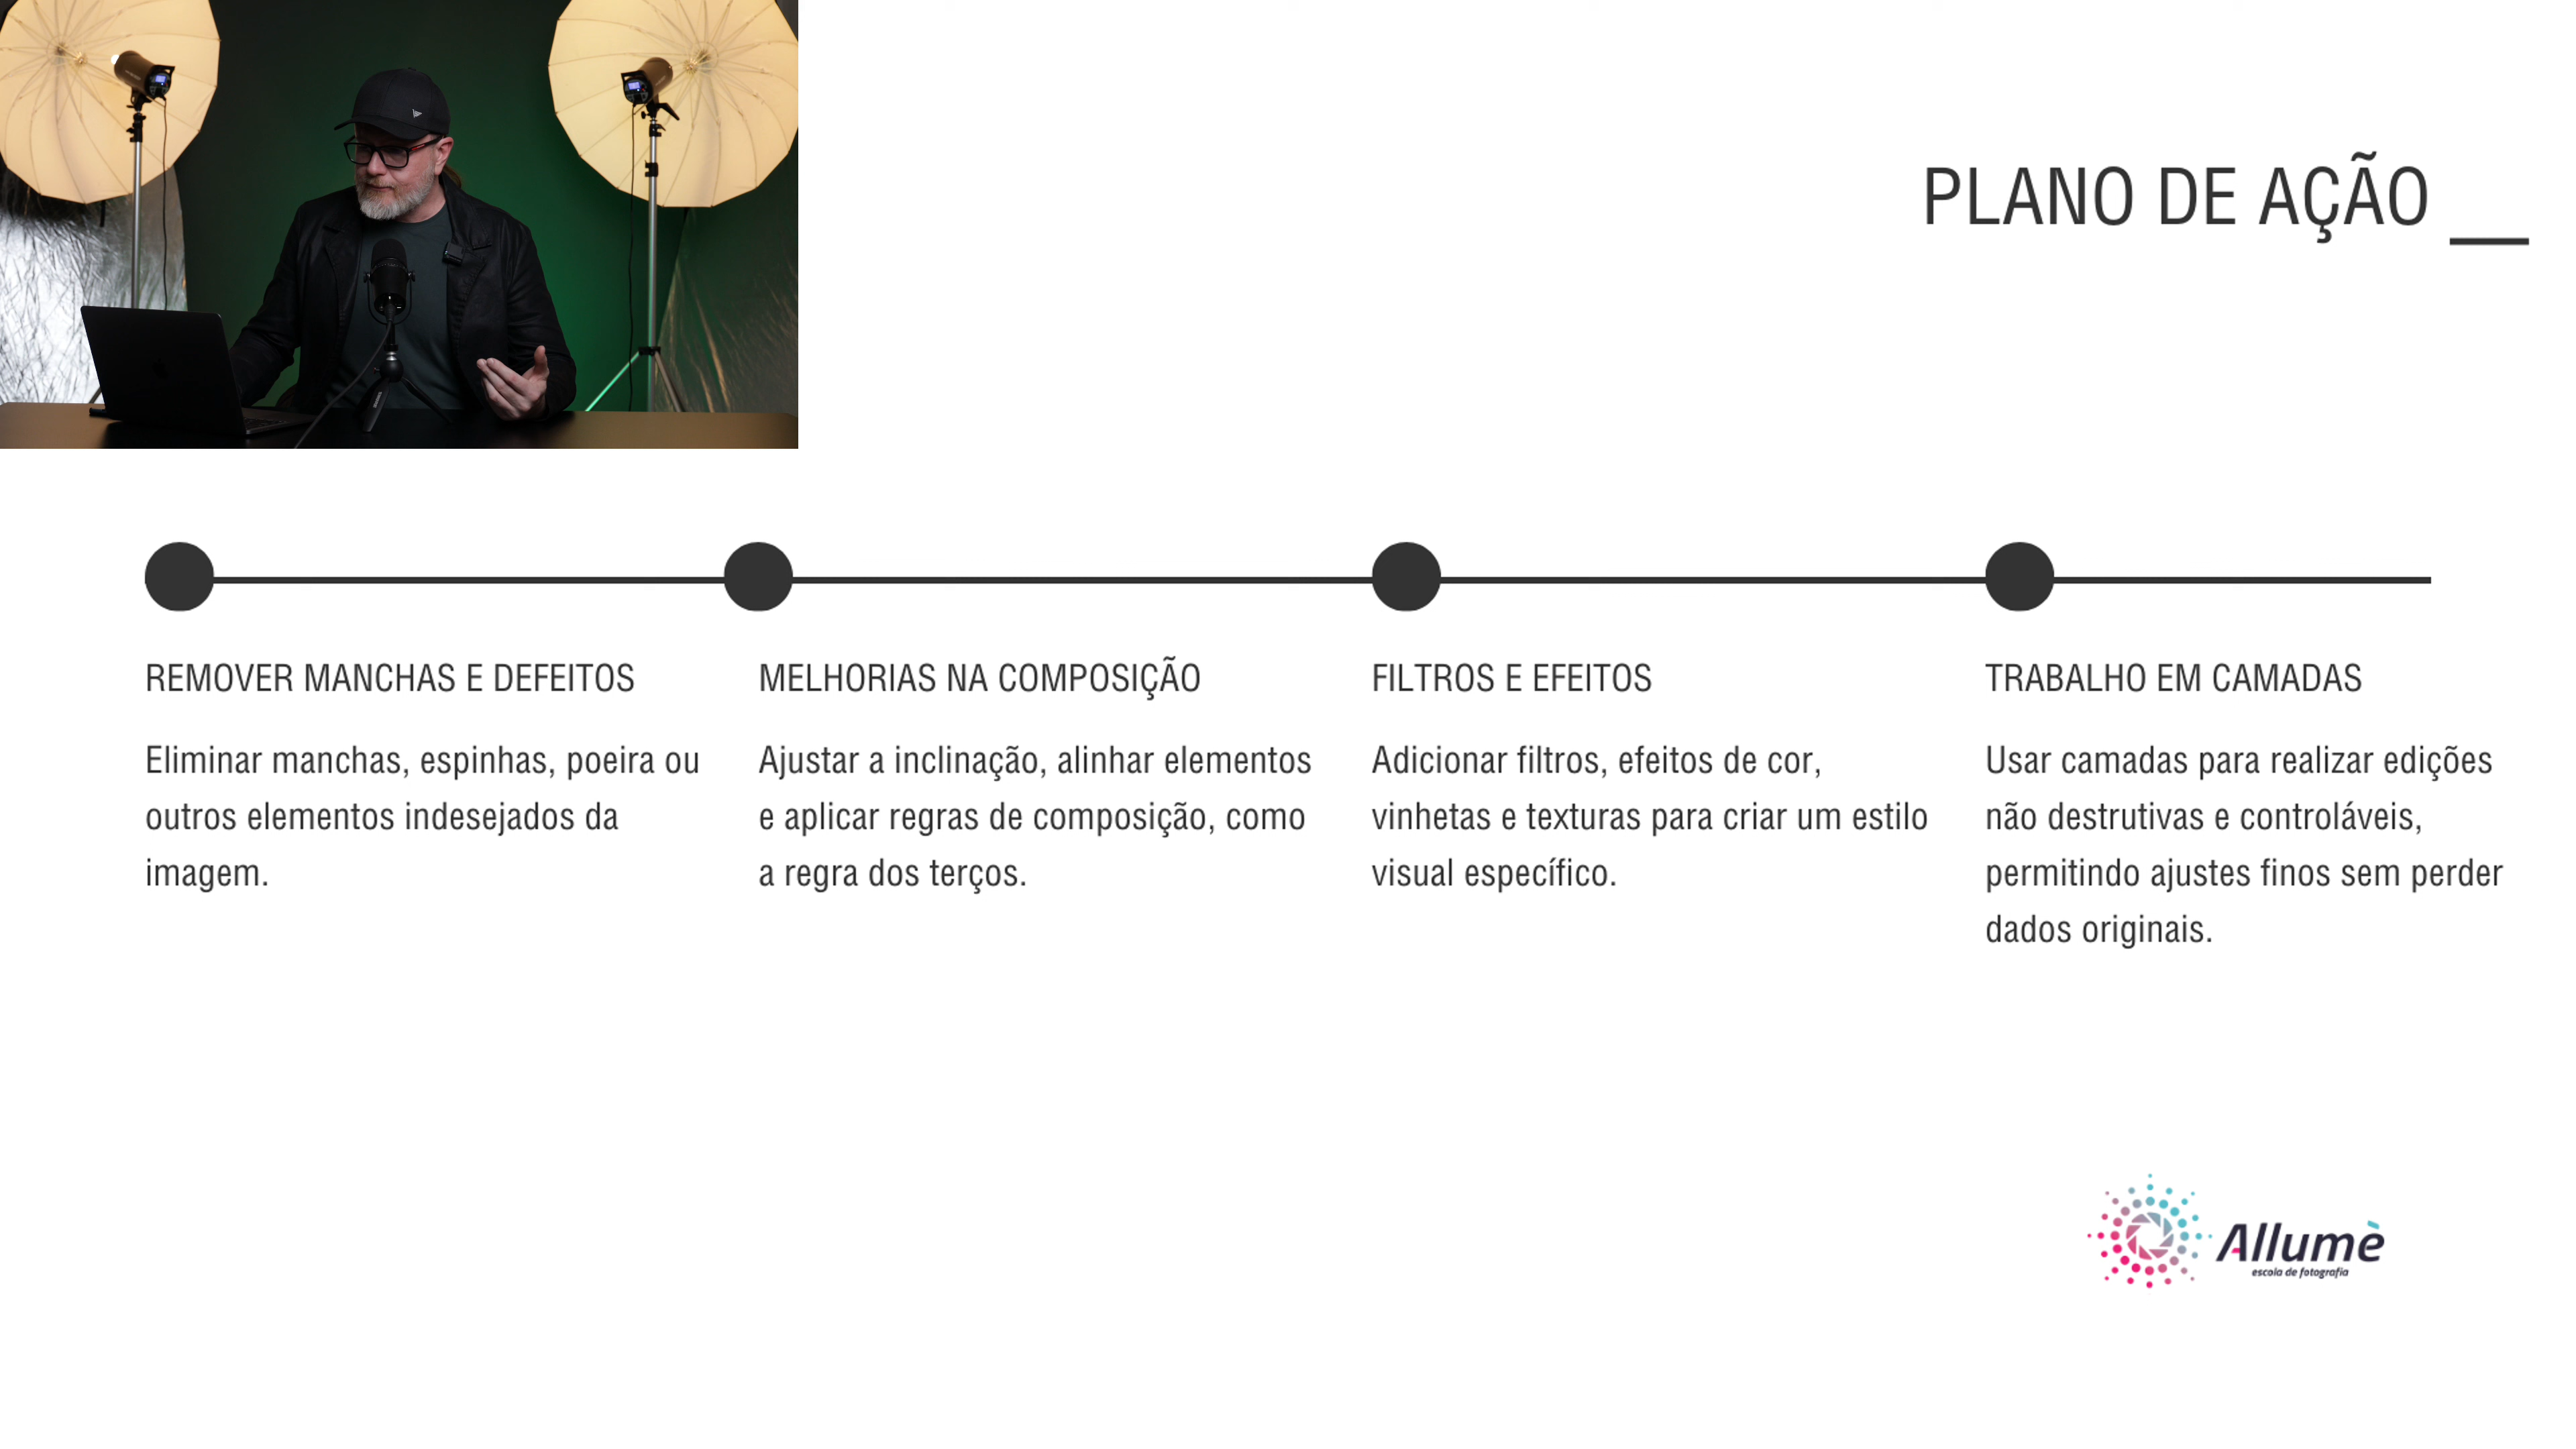 PLANO DE AÇÃO __
REMOVER MANCHAS E DEFEITOS
Eliminar manchas, espinhas, poeira ou
outros elementos indesejados da
imagem.
MELHORIAS NA COMPOSIÇÃO
Ajustar a inclinação, alinhar elementos
e aplicar regras de composição, como
a regra dos terços.
FILTROS E EFEITOS
Adicionar filtros, efeitos de cor,
vinhetas e texturas para criar um estilo
visual específico.
TRABALHO EM CAMADAS
Usar camadas para realizar edições
não destrutivas e controláveis,
permitindo ajustes finos sem perder
dados originais.
Allumè
escola de fotografia